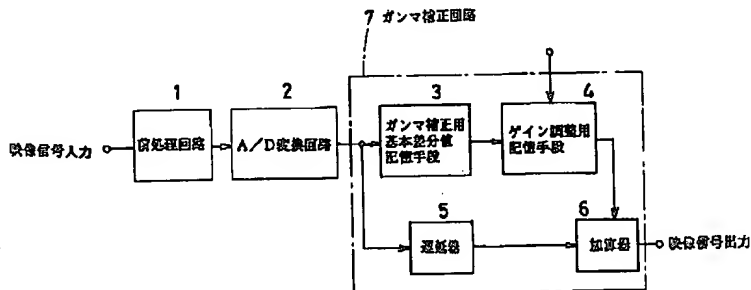 7 ガンマ補正回路
1
2
3
4
映像信号入力
前処理回路
A/D変換回路
ガンマ補正用
基本差分値
記憶手段
ゲイン調整用
記憶手段
5
6
遅延器
加算器
映像信号出力